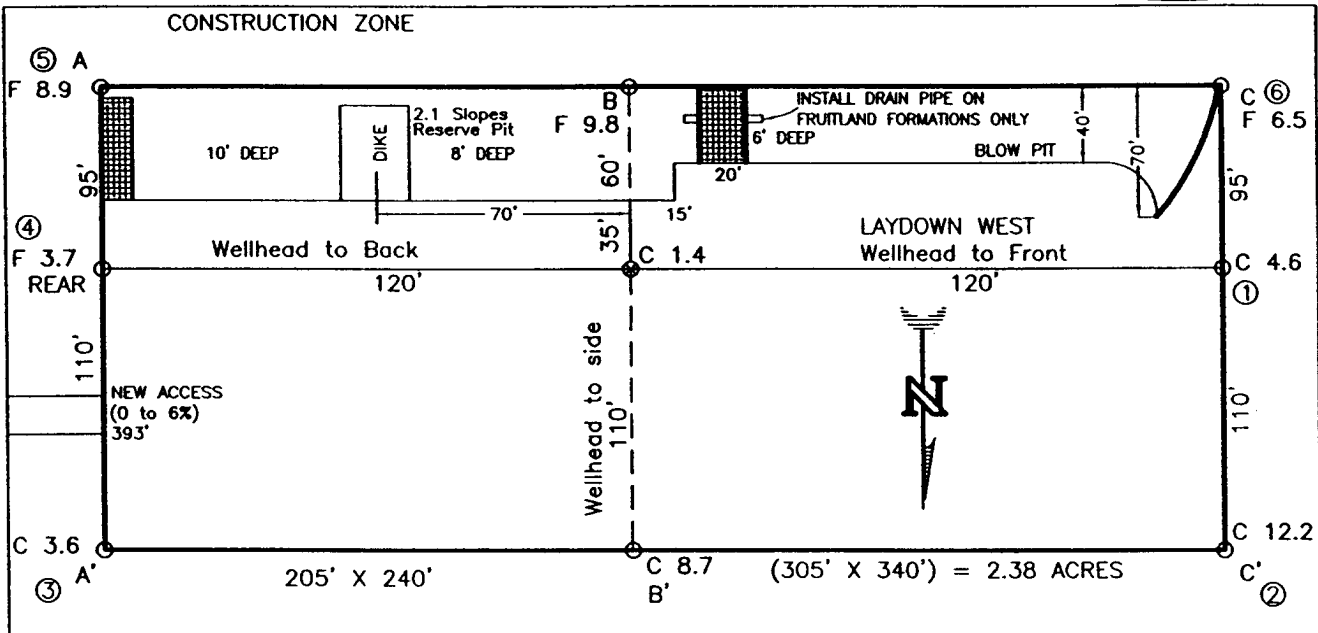 CONSTRUCTION ZONE
⑤ A
F 8.9
B
F 9.8
C ⑥
F 6.5
2.1 Slopes
Reserve Pit
10' DEEP
DIKE
8' DEEP
INSTALL DRAIN PIPE ON
FRUITLAND FORMATIONS ONLY
6' DEEP
BLOW PIT
40'
70'
95'
60'
20'
95'
70'
15'
35'
④
F 3.7
REAR
Wellhead to Back
120'
C 1.4
LAYDOWN WEST
Wellhead to Front
120'
C 4.6
①
110'
NEW ACCESS
(0 to 6%)
393'
Wellhead to side
110'
N
110'
C 3.6
③ A'
205' X 240'
C 8.7
B'
(305' X 340') = 2.38 ACRES
C 12.2
C' ②